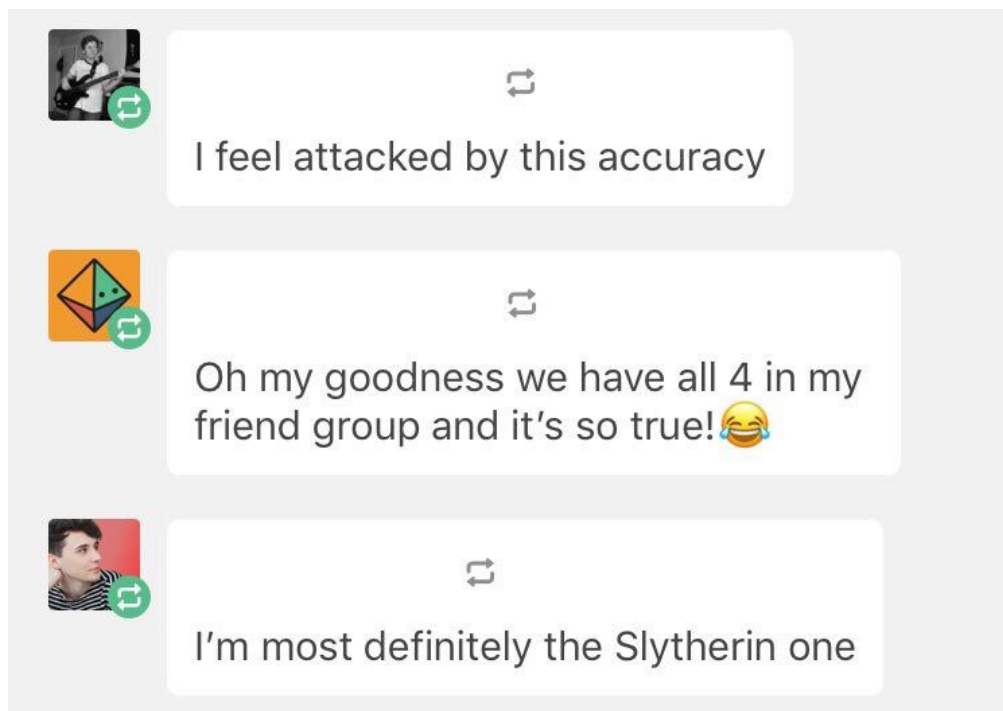 I feel attacked by this accuracy
Oh my goodness we have all 4 in my
friend group and it’s so true!😂
I’m most definitely the Slytherin one